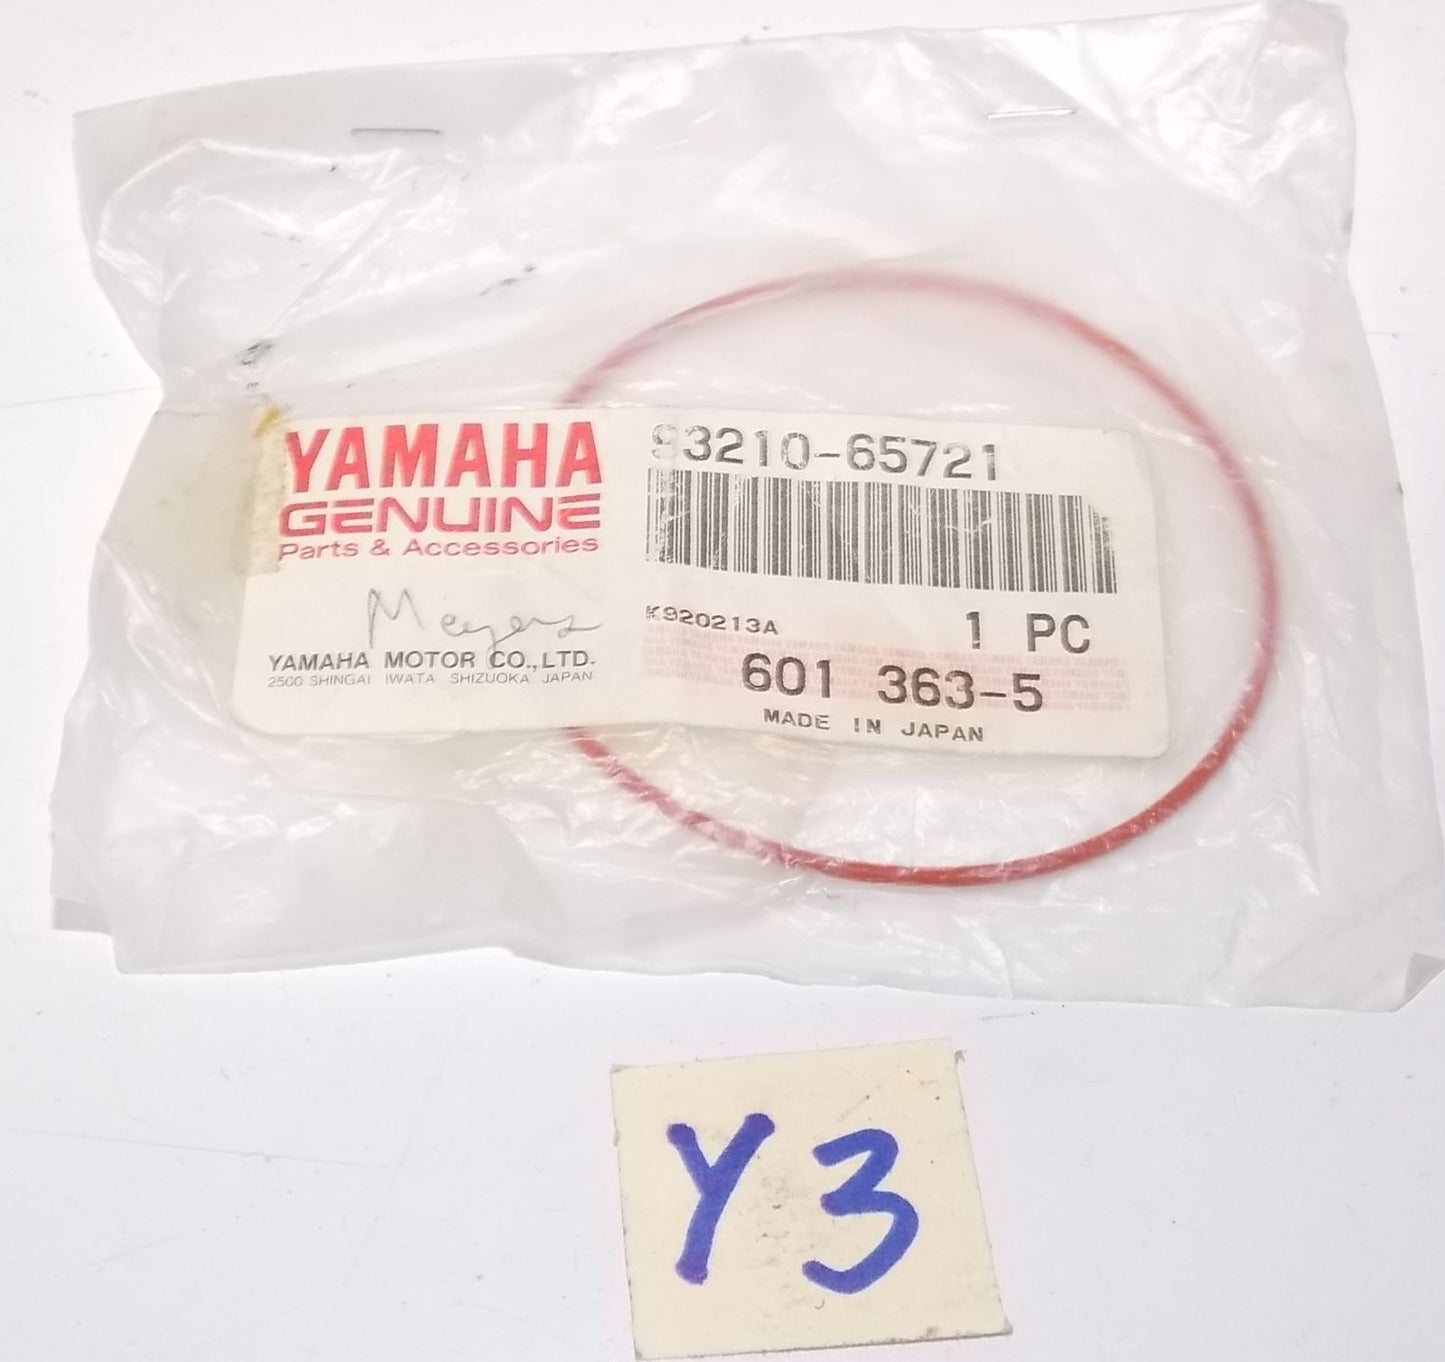 YAMAHA
GENUINE
Parts & Accessories
Meyers
YAMAHA MOTOR CO., LTD.
2500 SHINGAI IWATA SHIZUOKA JAPAN
93210-65721
K920213A
1 PC
601 363-5
MADE IN JAPAN
Y3